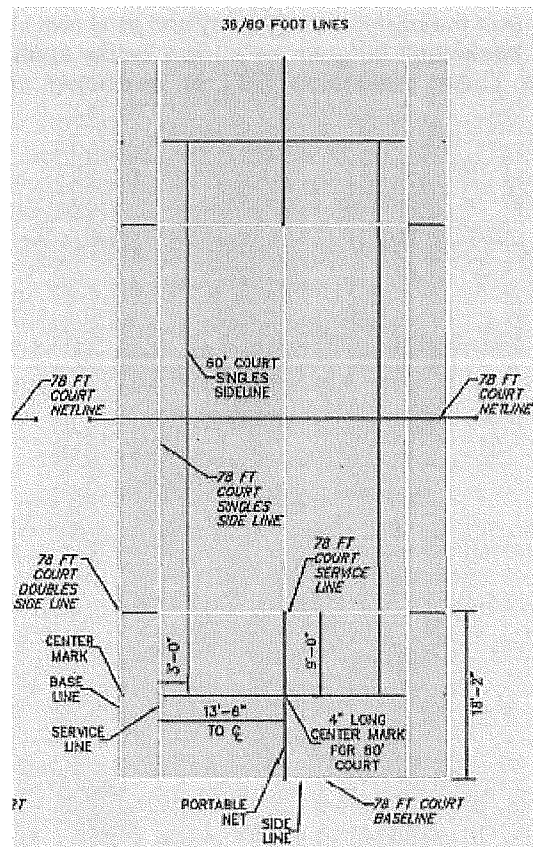 36/60 FOOT LINES
60' COURT
SINGLES
SIDELINE
78 FT
COURT
NETLINE
78 FT
COURT
NETLINE
78 FT
COURT
SINGLES
SIDE LINE
78 FT
COURT
DOUBLES
SIDE LINE
78 FT
COURT
SERVICE
LINE
CENTER
MARK
BASE
LINE
SERVICE
LINE
3'-0"
9'-0"
18'-2"
13'-6"
TO ℄
4" LONG
CENTER MARK
FOR 60'
COURT
PORTABLE
NET
SIDE
LINE
78 FT COURT
BASELINE